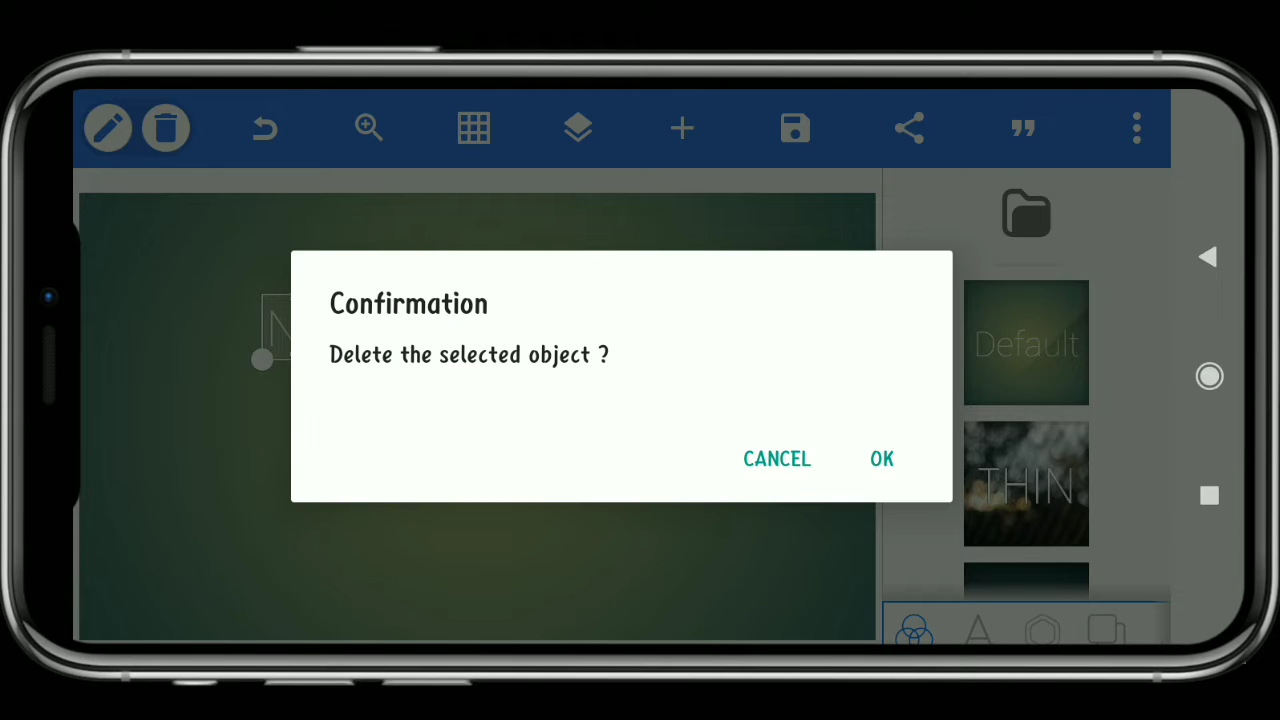 N
Confirmation
Delete the selected object ?
CANCEL
OK
Default
THIN